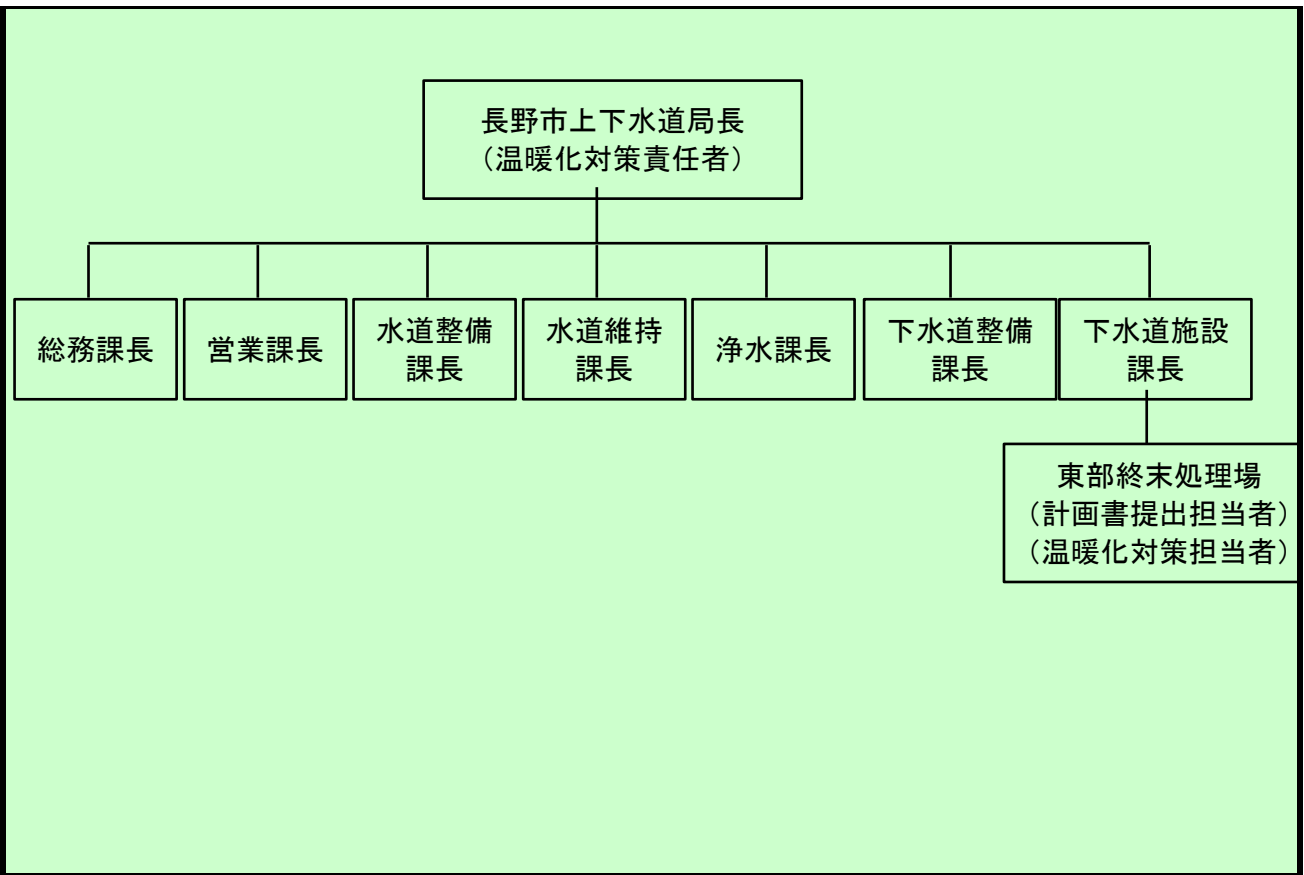 長野市上下水道局長
（温暖化対策責任者）
総務課長
営業課長
水道整備
課長
水道維持
課長
浄水課長
下水道整備
課長
下水道施設
課長
東部終末処理場
（計画書提出担当者）
（温暖化対策担当者）